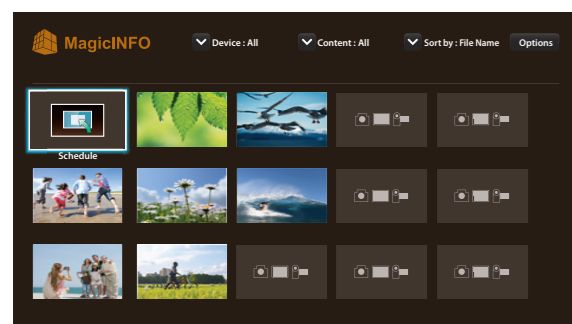 MagicINFO
Device : All
Content : All
Sort by : File Name
Options
Schedule